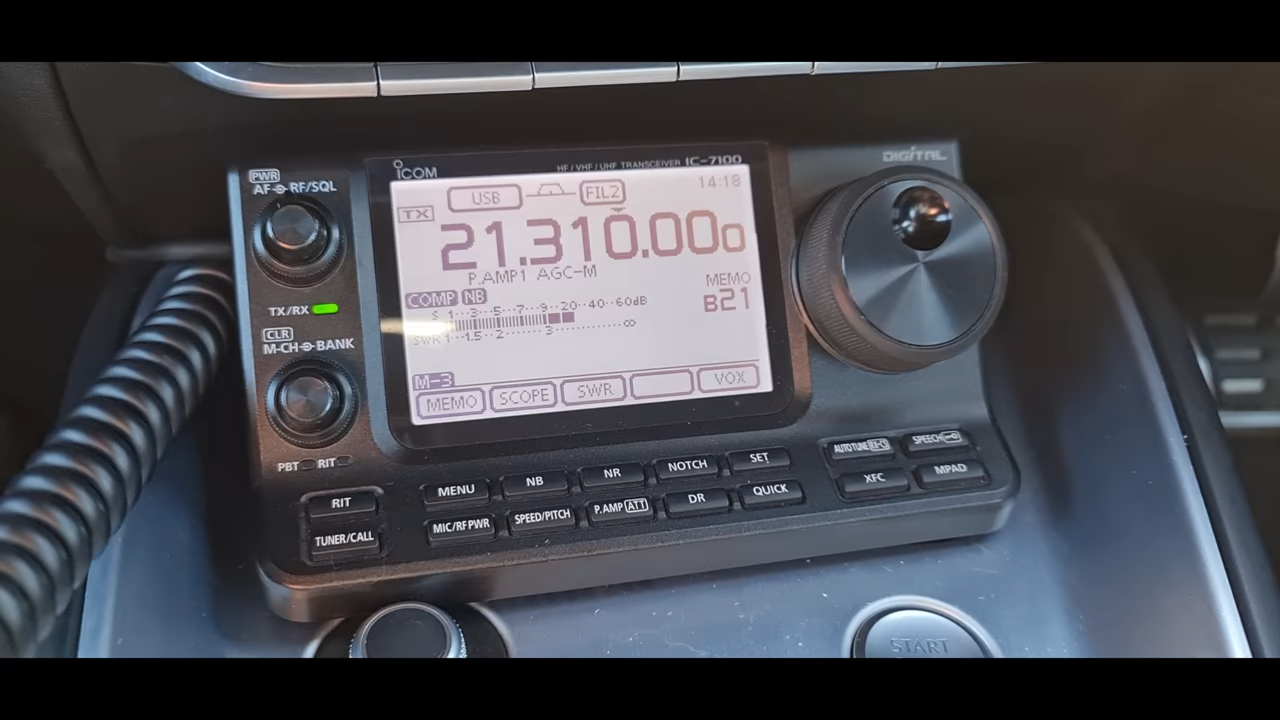 PWR
AF RF/SQL
TX/RX
CLR
M-CH BANK
PBT RIT
ICOM
HF/VHF/UHF TRANSCEIVER IC-7100
USB FIL2 14:18
TX
21.310.000
P.AMP1 AGC-M
MEMO
B21
COMP NB
S 1···3··5··7··9··20··40··60dB
SWR 1··1.5··2·····3·········∞
M-3
MEMO SCOPE SWR VOX
DIGITAL
RIT
TUNER/CALL
MENU NB NR NOTCH SET
MIC/RF PWR SPEED/PITCH P.AMP ATT DR QUICK
AUTO TUNE SPEECH
XFC MPAD
START